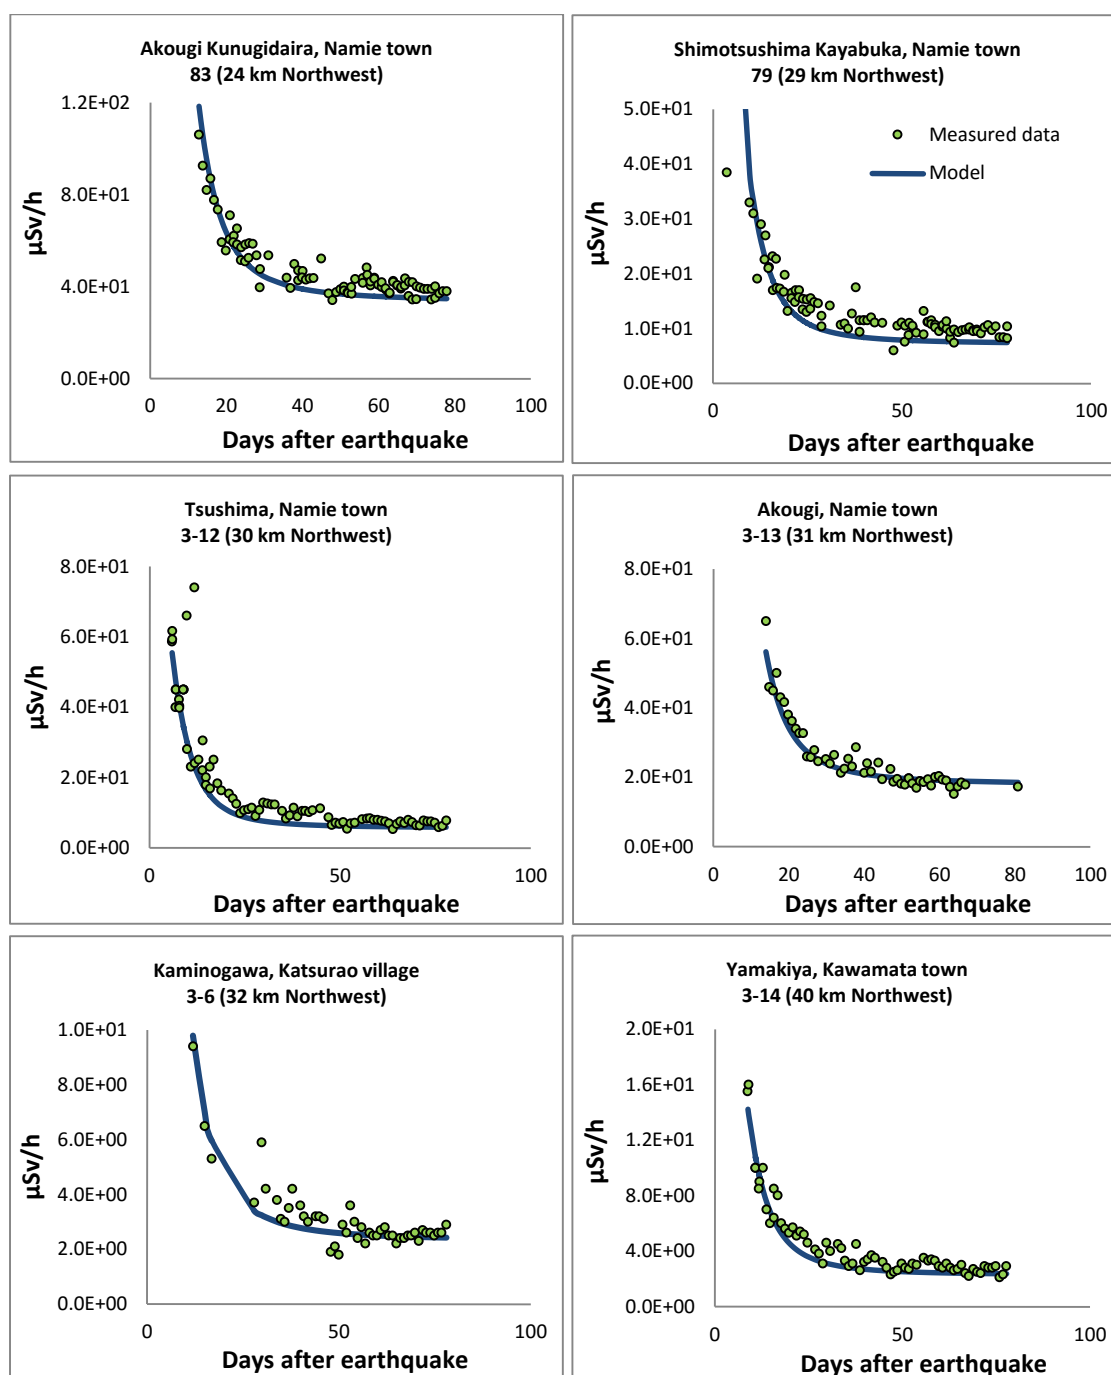 Akougi Kunugidaira, Namie town
83 (24 km Northwest)
1.2E+02
8.0E+01
4.0E+01
0.0E+00
µSv/h
0 20 40 60 80 100
Days after earthquake
Shimotsushima Kayabuka, Namie town
79 (29 km Northwest)
5.0E+01
4.0E+01
3.0E+01
2.0E+01
1.0E+01
0.0E+00
µSv/h
Measured data
Model
0 50 100
Days after earthquake
Tsushima, Namie town
3-12 (30 km Northwest)
8.0E+01
6.0E+01
4.0E+01
2.0E+01
0.0E+00
µSv/h
0 50 100
Days after earthquake
Akougi, Namie town
3-13 (31 km Northwest)
8.0E+01
6.0E+01
4.0E+01
2.0E+01
0.0E+00
µSv/h
0 20 40 60 80 100
Days after earthquake
Kaminogawa, Katsurao village
3-6 (32 km Northwest)
1.0E+01
8.0E+00
6.0E+00
4.0E+00
2.0E+00
0.0E+00
µSv/h
0 50 100
Days after earthquake
Yamakiya, Kawamata town
3-14 (40 km Northwest)
2.0E+01
1.6E+01
1.2E+01
8.0E+00
4.0E+00
0.0E+00
µSv/h
0 50 100
Days after earthquake